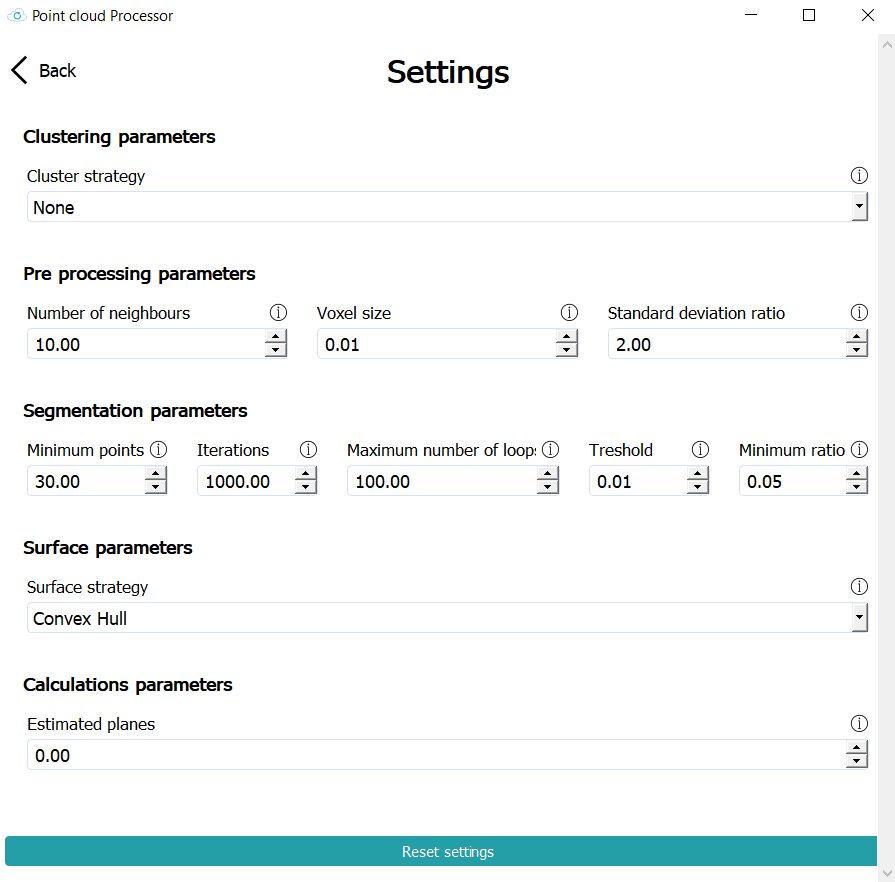 Point cloud Processor
Back
Settings
Clustering parameters
Cluster strategy
None
Pre processing parameters
Number of neighbours Voxel size Standard deviation ratio
10.00 0.01 2.00
Segmentation parameters
Minimum points Iterations Maximum number of loops Treshold Minimum ratio
30.00 1000.00 100.00 0.01 0.05
Surface parameters
Surface strategy
Convex Hull
Calculations parameters
Estimated planes
0.00
Reset settings